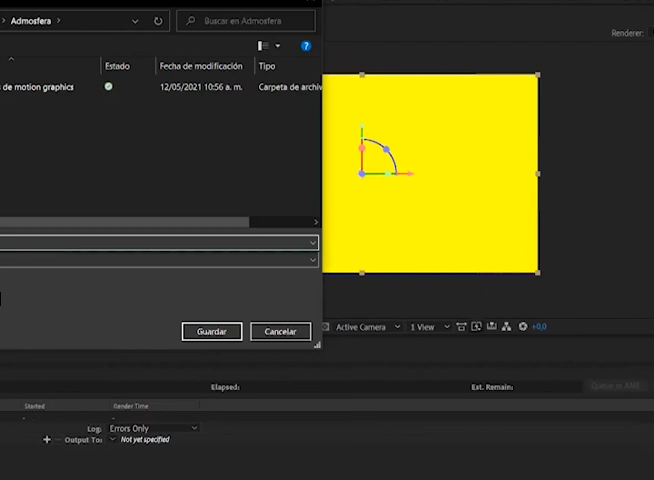 Admosfera
Buscar en Admosfera
Renderer:
Estado
Fecha de modificación
Tipo
s de motion graphics
12/05/2021 10:56 a. m.
Carpeta de archiv
Guardar
Cancelar
Active Camera
1 View
+0,0
Elapsed:
Est. Remain:
Queue in AME
Started
Render Time
Log:
Errors Only
Output To:
Not yet specified